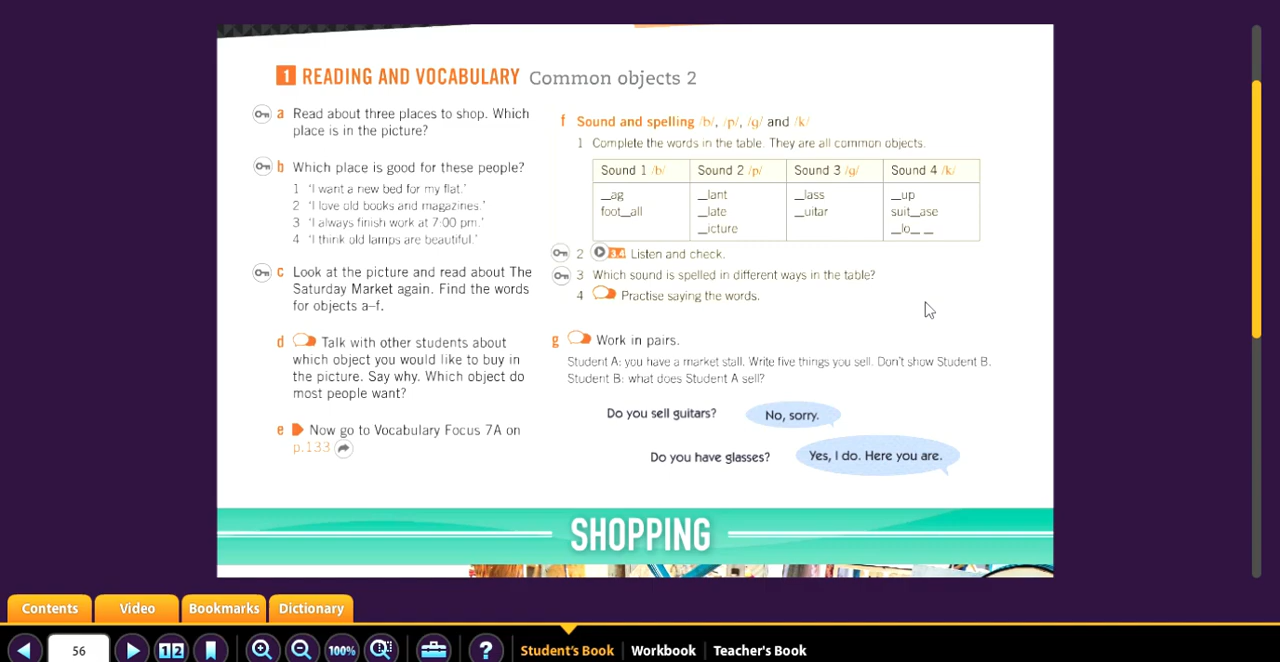 1 READING AND VOCABULARY Common objects 2
a Read about three places to shop. Which
place is in the picture?
b Which place is good for these people?
1 'I want a new bed for my flat.'
2 'I love old books and magazines.'
3 'I always finish work at 7:00 pm.'
4 'I think old lamps are beautiful.'
c Look at the picture and read about The
Saturday Market again. Find the words
for objects a–f.
d Talk with other students about
which object you would like to buy in
the picture. Say why. Which object do
most people want?
e Now go to Vocabulary Focus 7A on
p.133
f Sound and spelling /b/, /p/, /g/ and /k/
1 Complete the words in the table. They are all common objects.
Sound 1 /b/ Sound 2 /p/ Sound 3 /g/ Sound 4 /k/
__ag __lant __lass __up
foot__all __late __uitar suit__ase
__icture __lo__ __
2 3.4 Listen and check.
3 Which sound is spelled in different ways in the table?
4 Practise saying the words.
g Work in pairs.
Student A: you have a market stall. Write five things you sell. Don't show Student B.
Student B: what does Student A sell?
Do you sell guitars? No, sorry.
Do you have glasses? Yes, I do. Here you are.
SHOPPING
Contents Video Bookmarks Dictionary
56 12 100% ? Student's Book Workbook Teacher's Book